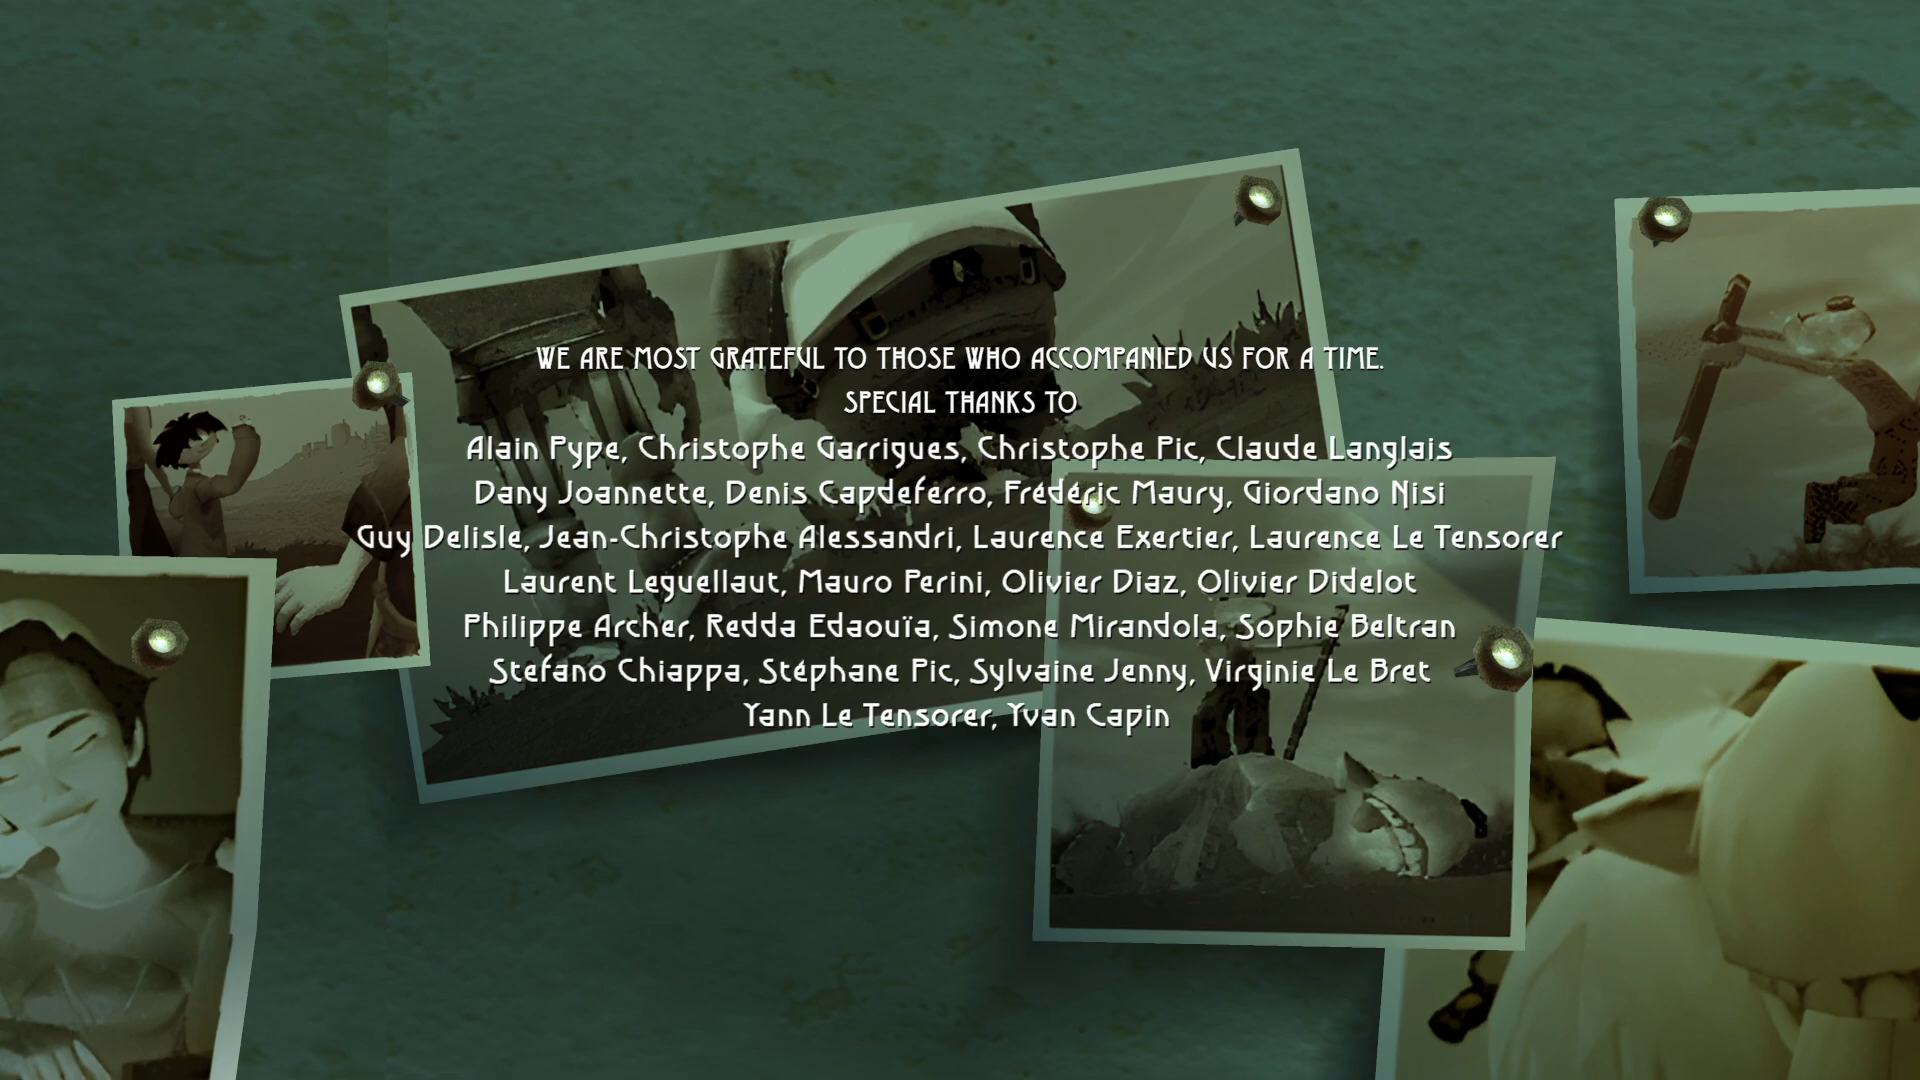 WE ARE MOST GRATEFUL TO THOSE WHO ACCOMPANIED US FOR A TIME.
SPECIAL THANKS TO
Alain Pype, Christophe Garrigues, Christophe Pic, Claude Langlais
Dany Joannette, Denis Capdeferro, Frédéric Maury, Giordano Nisi
Guy Delisle, Jean-Christophe Alessandri, Laurence Exertier, Laurence Le Tensorer
Laurent Leguellaut, Mauro Perini, Olivier Diaz, Olivier Didelot
Philippe Archer, Redda Edaouïa, Simone Mirandola, Sophie Beltran
Stefano Chiappa, Stéphane Pic, Sylvaine Jenny, Virginie Le Bret
Yann Le Tensorer, Yvan Capin